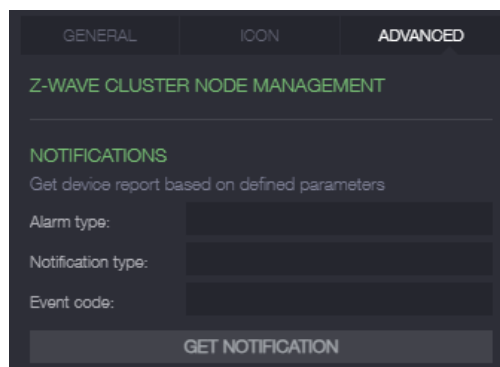 GENERAL ICON ADVANCED
Z-WAVE CLUSTER NODE MANAGEMENT
NOTIFICATIONS
Get device report based on defined parameters
Alarm type:
Notification type:
Event code:
GET NOTIFICATION